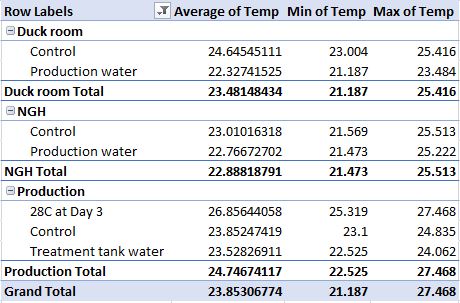 Row Labels Average of Temp Min of Temp Max of Temp
Duck room
Control 24.64545111 23.004 25.416
Production water 22.32741525 21.187 23.484
Duck room Total 23.48148434 21.187 25.416
NGH
Control 23.01016318 21.569 25.513
Production water 22.76672702 21.473 25.222
NGH Total 22.88818791 21.473 25.513
Production
28C at Day 3 26.85644058 25.319 27.468
Control 23.85247419 23.1 24.835
Treatment tank water 23.52826911 22.525 24.062
Production Total 24.74674117 22.525 27.468
Grand Total 23.85306774 21.187 27.468